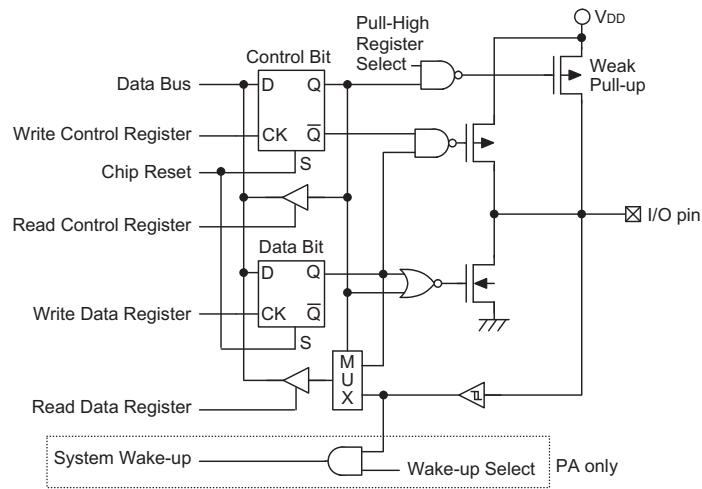 VDD
Pull-High
Register
Select
Control Bit
Weak
Pull-up
Data Bus
D
Q
Write Control Register
CK
Q̅
Chip Reset
S
I/O pin
Read Control Register
Data Bit
D
Q
Write Data Register
CK
Q̅
S
M
U
X
Read Data Register
System Wake-up
Wake-up Select
PA only